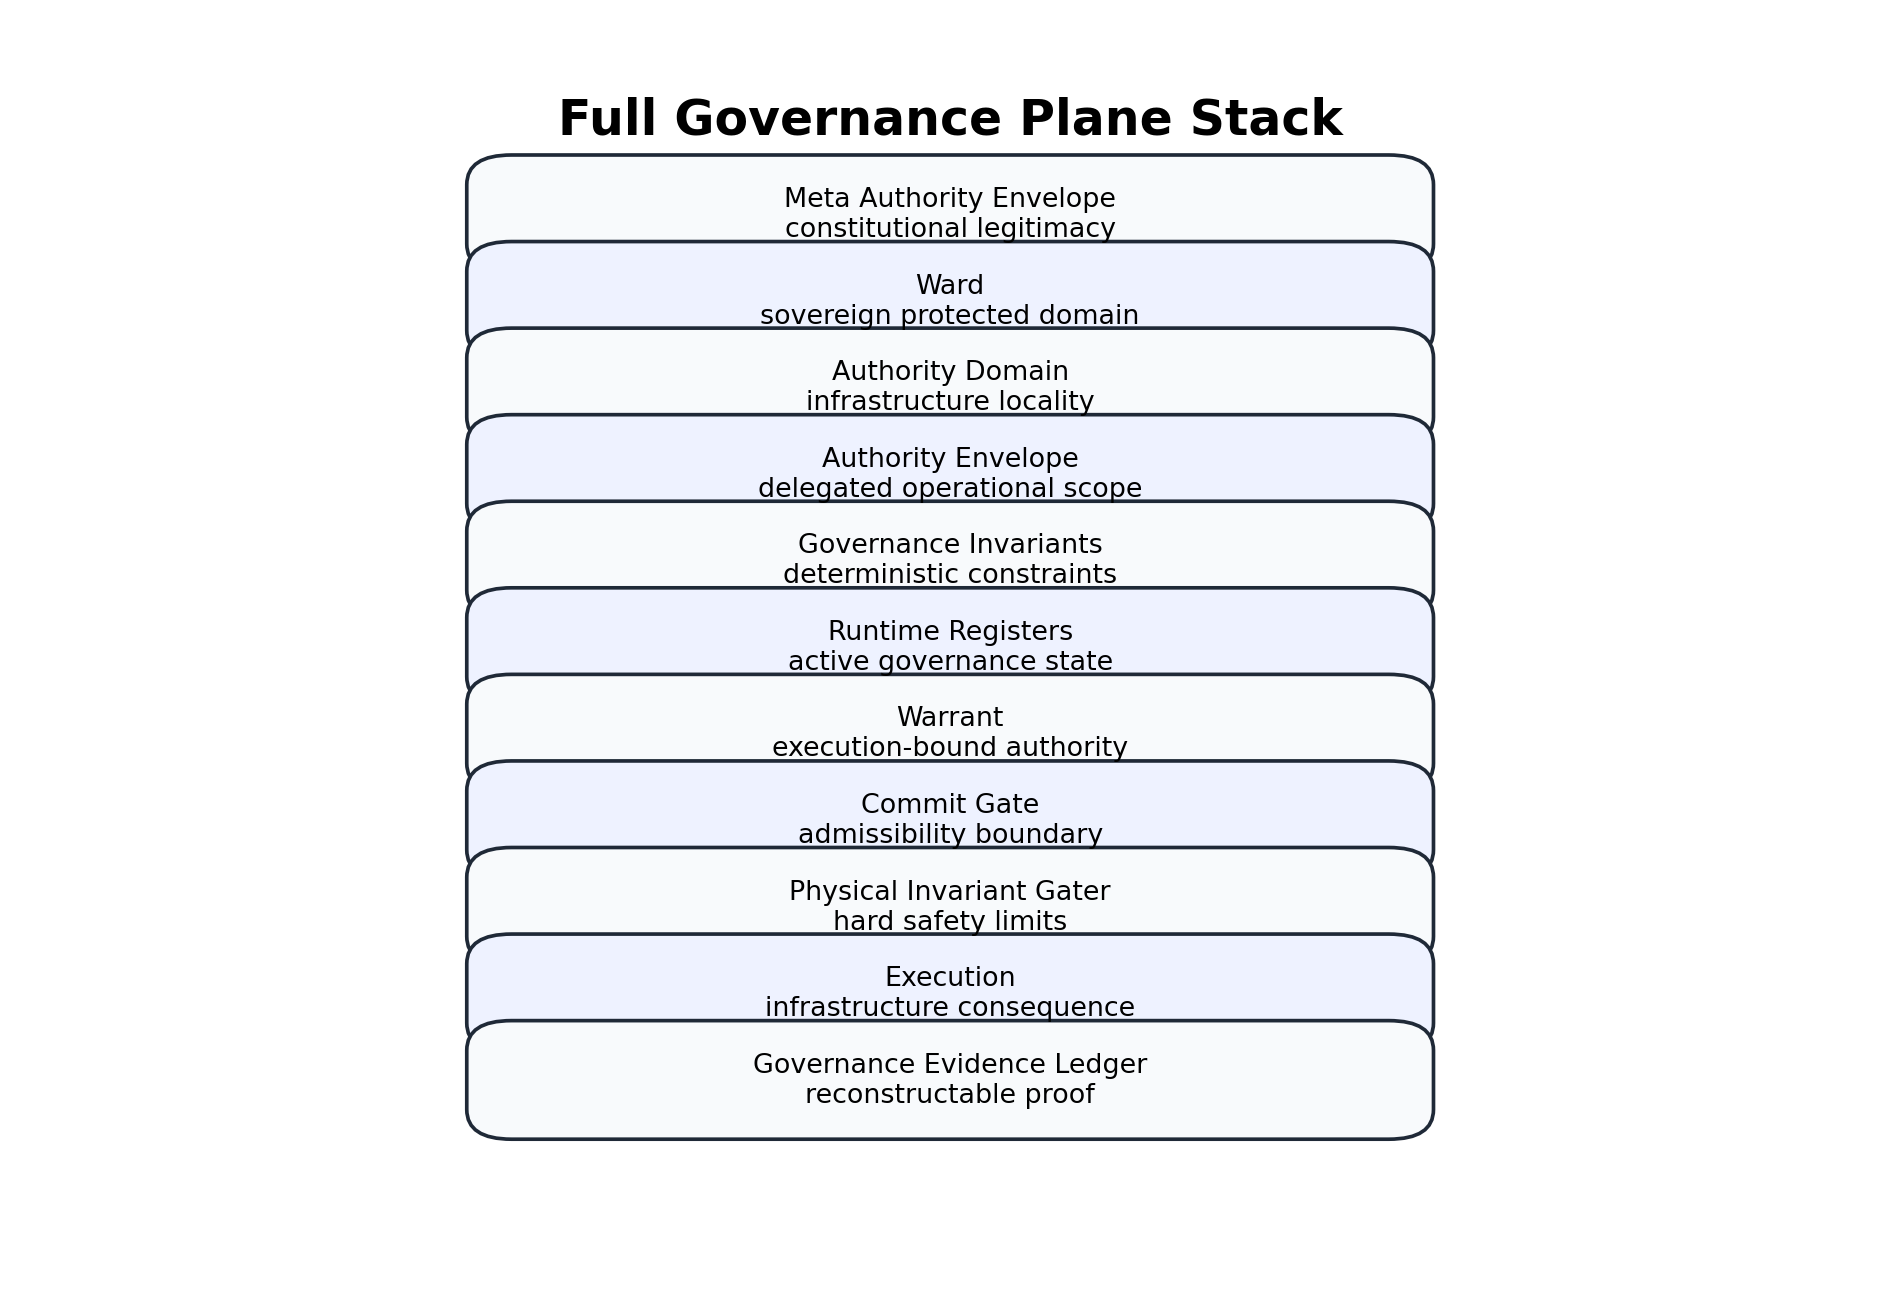 Full Governance Plane Stack
Meta Authority Envelope
constitutional legitimacy
Ward
sovereign protected domain
Authority Domain
infrastructure locality
Authority Envelope
delegated operational scope
Governance Invariants
deterministic constraints
Runtime Registers
active governance state
Warrant
execution-bound authority
Commit Gate
admissibility boundary
Physical Invariant Gater
hard safety limits
Execution
infrastructure consequence
Governance Evidence Ledger
reconstructable proof